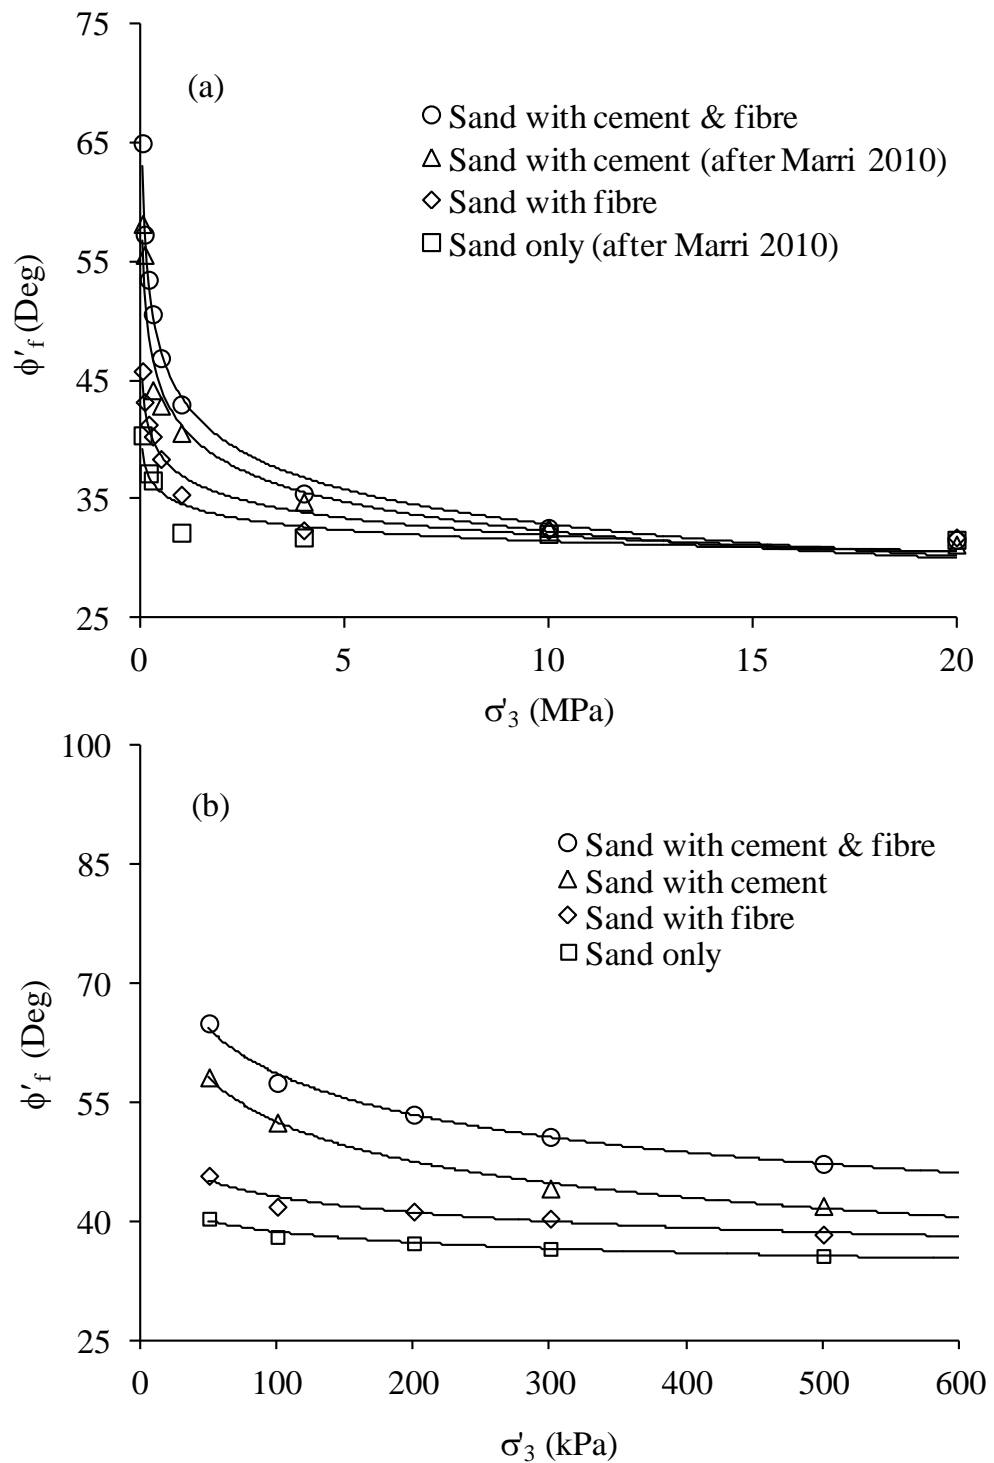 75
(a)
Sand with cement & fibre
65
Sand with cement (after Marri 2010)
Sand with fibre
Sand only (after Marri 2010)
55
ϕ′f (Deg)
45
35
25
0 5 10 15 20
σ'3 (MPa)
100
(b)
Sand with cement & fibre
85
Sand with cement
Sand with fibre
Sand only
70
ϕ′f (Deg)
55
40
25
0 100 200 300 400 500 600
σ'3 (kPa)